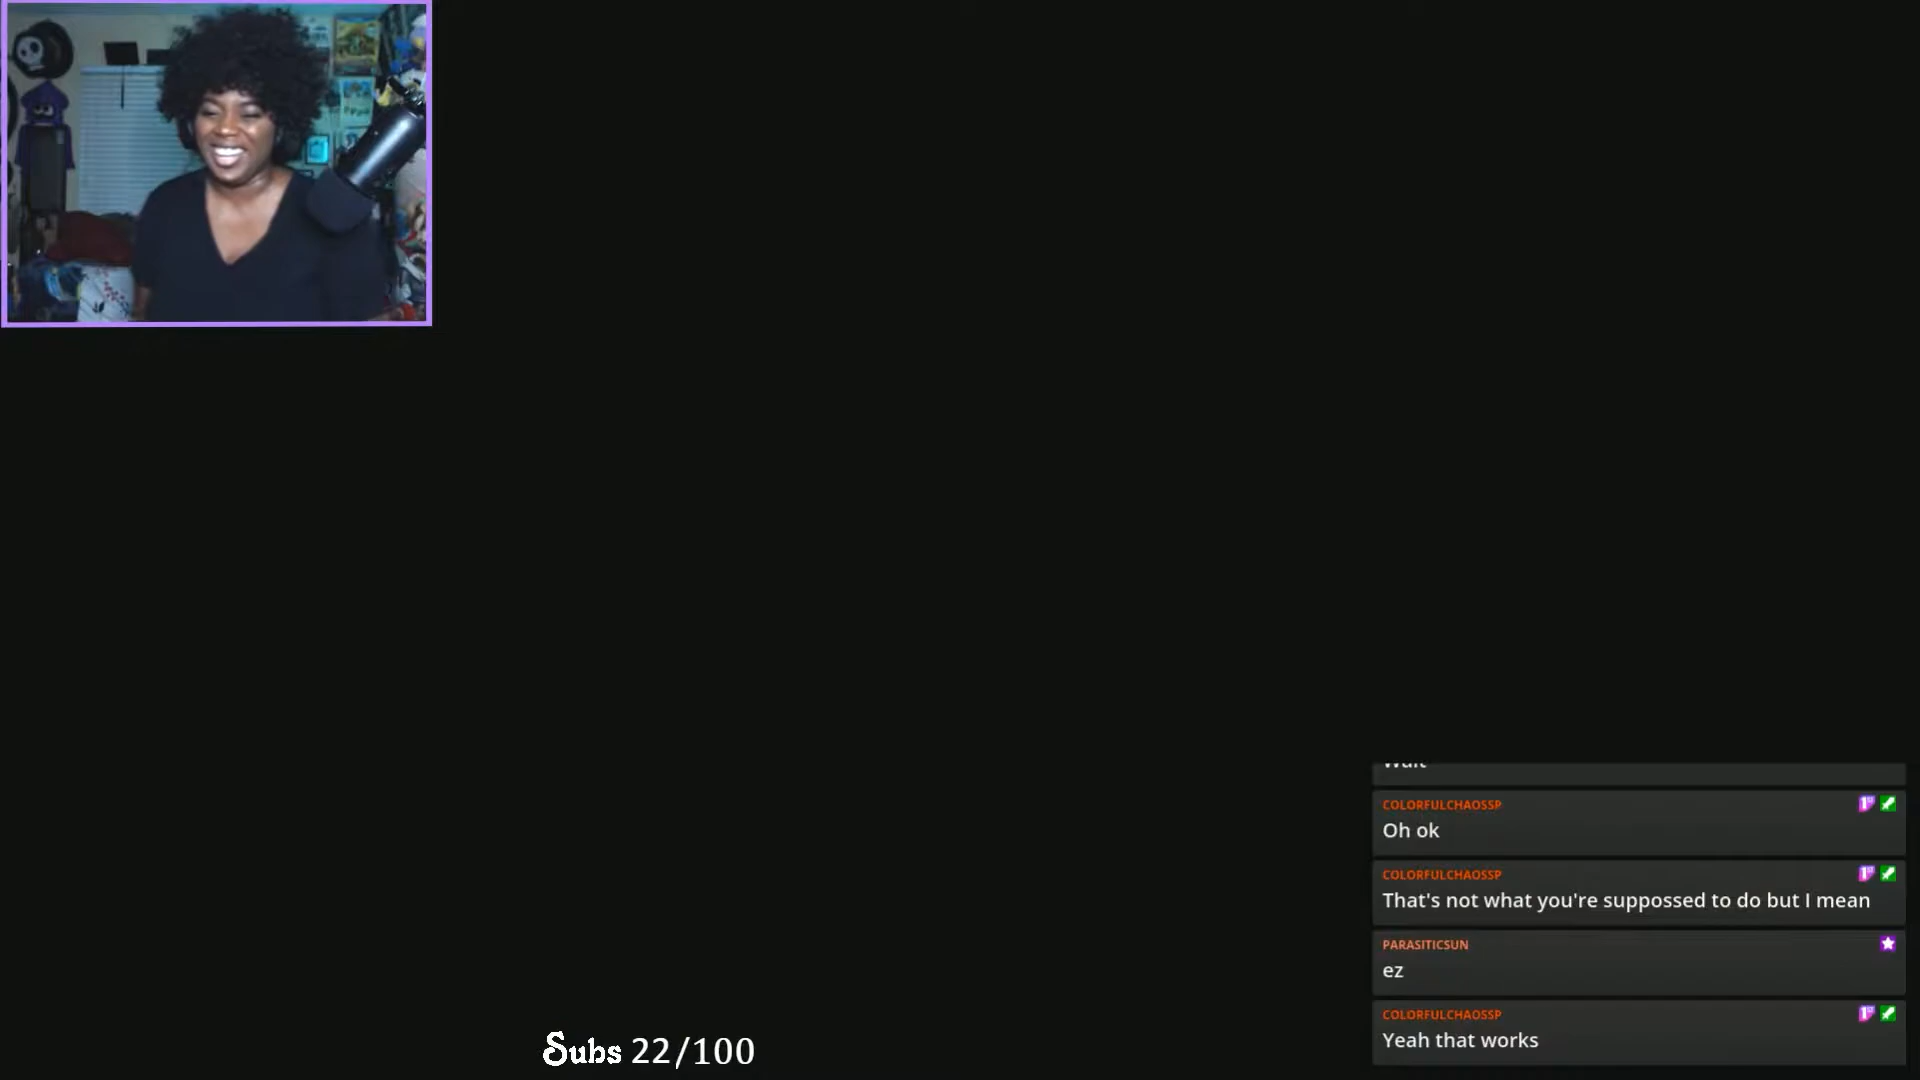 Wait
COLORFULCHAOSSP
Oh ok
COLORFULCHAOSSP
That's not what you're suppossed to do but I mean
PARASITICSUN
ez
COLORFULCHAOSSP
Yeah that works
Subs 22/100